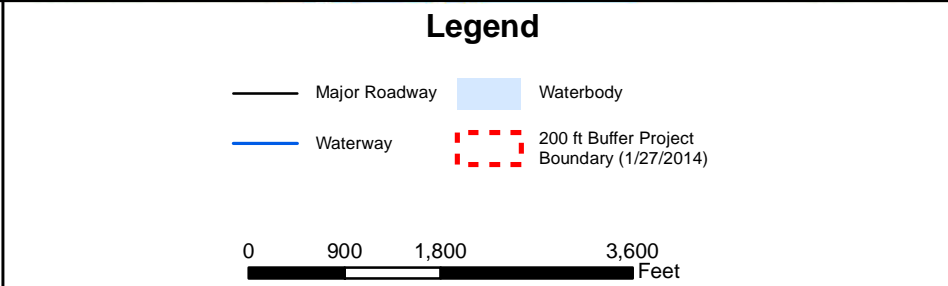 Legend
Major Roadway
Waterbody
Waterway
200 ft Buffer Project
Boundary (1/27/2014)
0 900 1,800 3,600
Feet